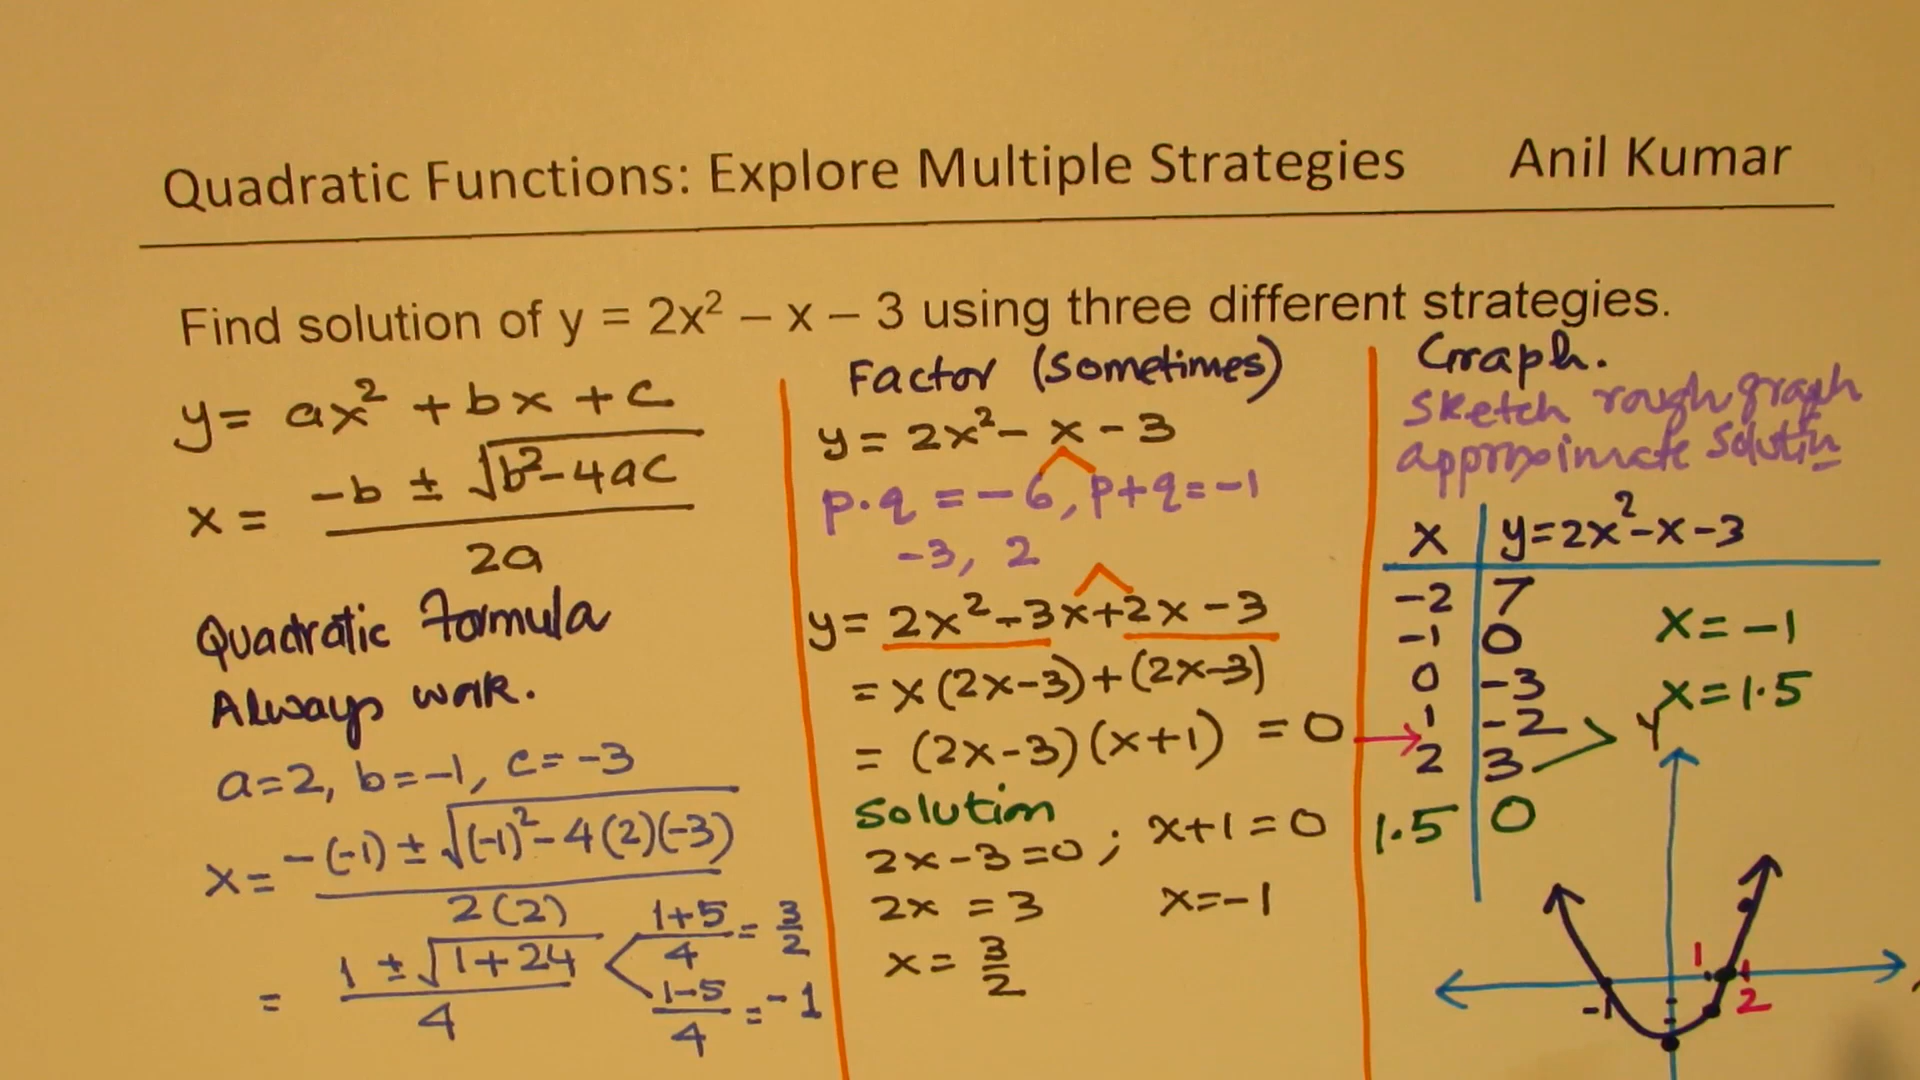 Quadratic Functions: Explore Multiple Strategies Anil Kumar
Find solution of y = 2x² – x – 3 using three different strategies.
y = ax² + bx + c
x = (-b ± √(b²-4ac)) / 2a
Quadratic Formula
Always work.
a=2, b=-1, c=-3
x = (-(-1) ± √((-1)²-4(2)(-3))) / 2(2)
= (1 ± √(1+24)) / 4
(1+5)/4 = 3/2
(1-5)/4 = -1
Factor (sometimes)
y = 2x² - x - 3
p.q = -6, p+q = -1
-3, 2
y = 2x² - 3x + 2x - 3
= x(2x-3)+(2x-3)
= (2x-3)(x+1) = 0
Solution
2x-3=0 ; x+1=0
2x = 3 x=-1
x = 3/2
Graph.
Sketch rough graph
approximate solutin
x y=2x²-x-3
-2 7
-1 0 x = -1
0 -3 x = 1.5
1 -2
2 3
1.5 0
Y
1
-1 2